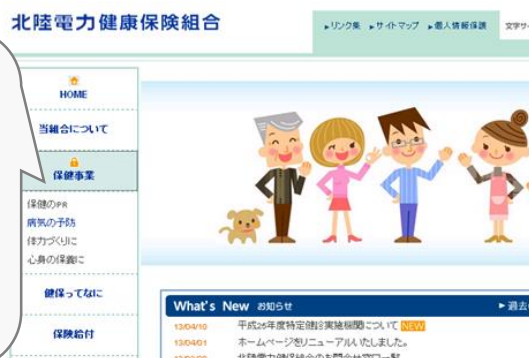 北陸電力健康保険組合
▶リンク集 ▶サイトマップ ▶個人情報保護 文字サ
HOME
当組合について
保健事業
保健のPR
病気の予防
体力づくりに
心身の保養に
健保ってなに
保険給付
What's New お知らせ ▶過去
13/04/10 平成25年度特定健診実施機関について NEW
13/04/01 ホームページをリニューアルいたしました。